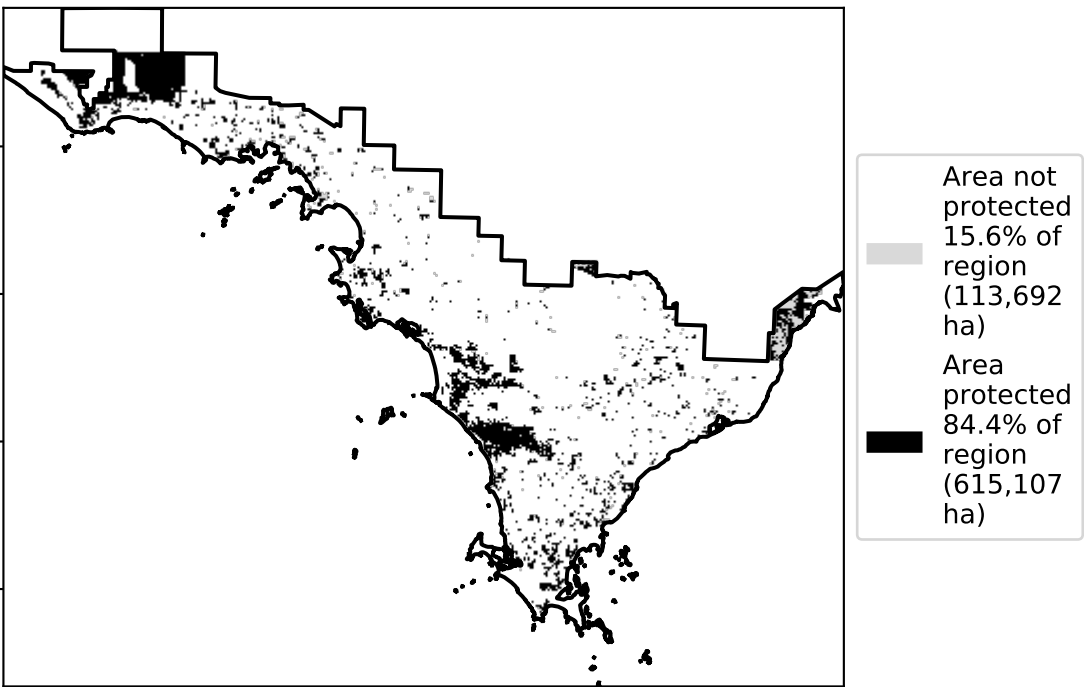 Area not
protected
15.6% of
region
(113,692
ha)
Area
protected
84.4% of
region
(615,107
ha)